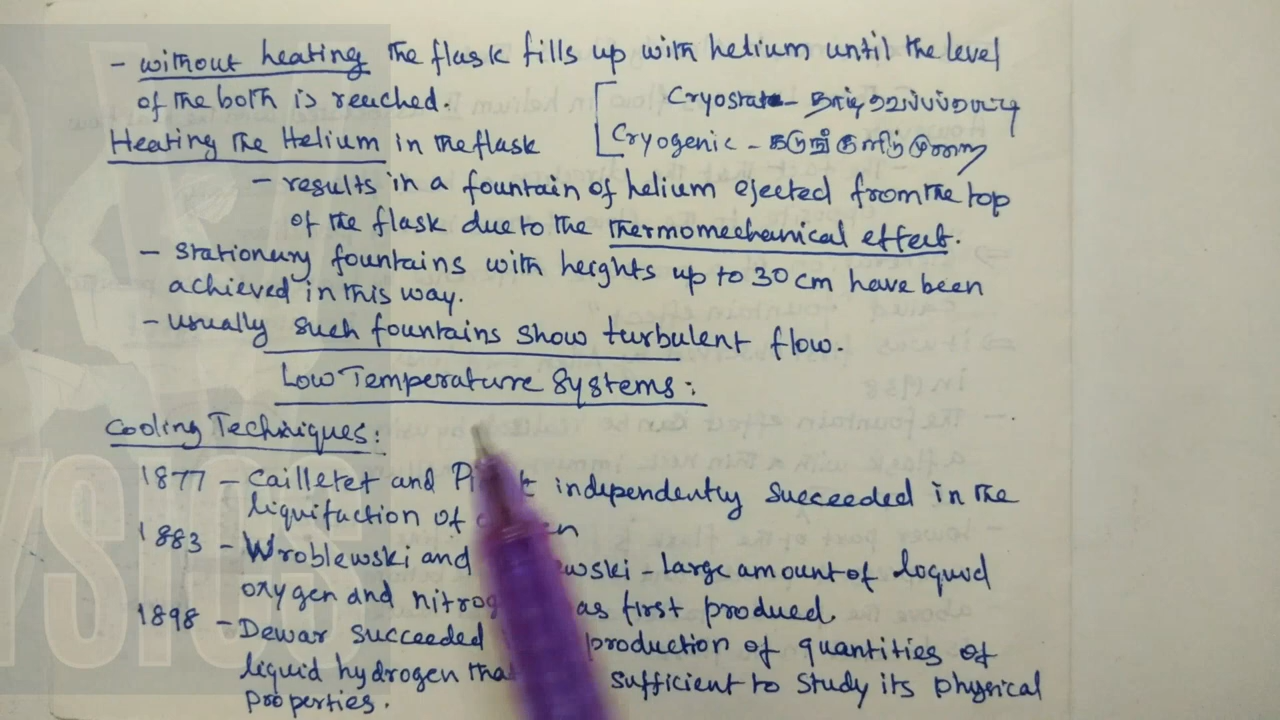 - without heating the flask fills up with helium until the level
of the both is reached.
Cryostat -
Heating The Helium in the flask
Cryogenic -
- results in a fountain of helium ejected from the top
of the flask due to the thermomechanical effect.
- Stationary fountains with heights up to 30 cm have been
achieved in this way.
- usually such fountains show turbulent flow.
Low Temperature Systems:
Cooling Techniques:
1877 - Cailletet and independently succeeded in the
liquifaction of
1883 - Wroblewski and - large amount of loquid
oxygen and as first produed.
1898 - Dewar succeeded production of quantities of
liquid hydrogen sufficient to study its physical
properties.
YSICS